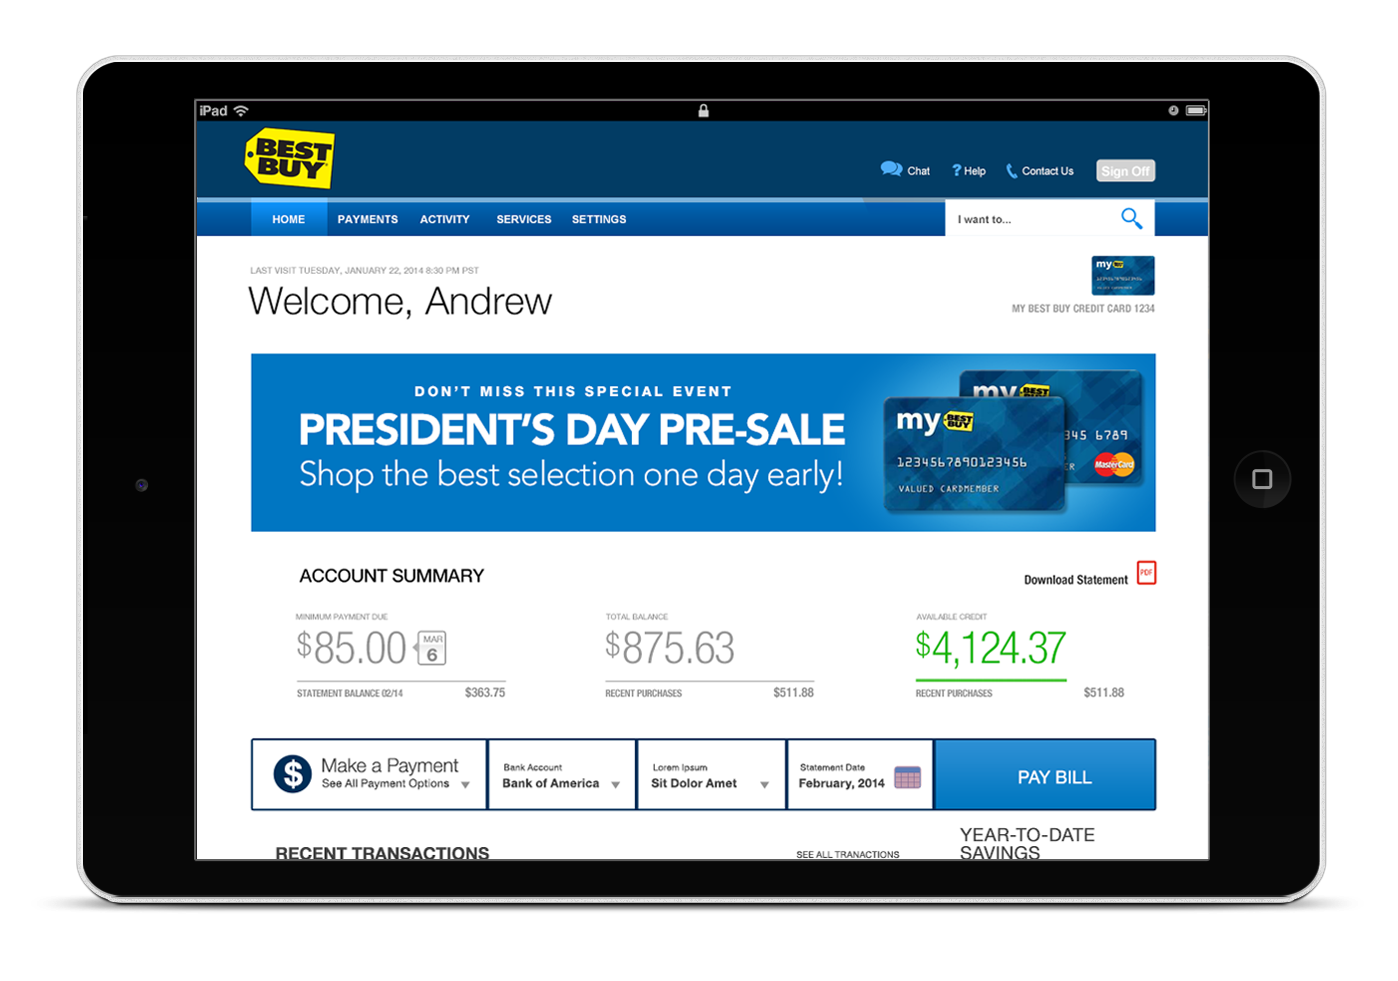 iPad
BEST BUY
Chat
Help
Contact Us
Sign Off
HOME
PAYMENTS
ACTIVITY
SERVICES
SETTINGS
I want to...
LAST VISIT TUESDAY, JANUARY 22, 2014 8:30 PM PST
Welcome, Andrew
my BEST BUY
MY BEST BUY CREDIT CARD 1234
DON'T MISS THIS SPECIAL EVENT
PRESIDENT'S DAY PRE-SALE
Shop the best selection one day early!
my BEST
345 6789
ER
MasterCard
my BEST BUY
1234567890123456
VALUED CARDMEMBER
ACCOUNT SUMMARY
Download Statement
PDF
MINIMUM PAYMENT DUE
$85.00
MAR
6
STATEMENT BALANCE 02/14 $363.75
TOTAL BALANCE
$875.63
RECENT PURCHASES $511.88
AVAILABLE CREDIT
$4,124.37
RECENT PURCHASES $511.88
$
Make a Payment
See All Payment Options
Bank Account
Bank of America
Lorem Ipsum
Sit Dolor Amet
Statement Date
February, 2014
PAY BILL
RECENT TRANSACTIONS
SEE ALL TRANACTIONS
YEAR-TO-DATE
SAVINGS